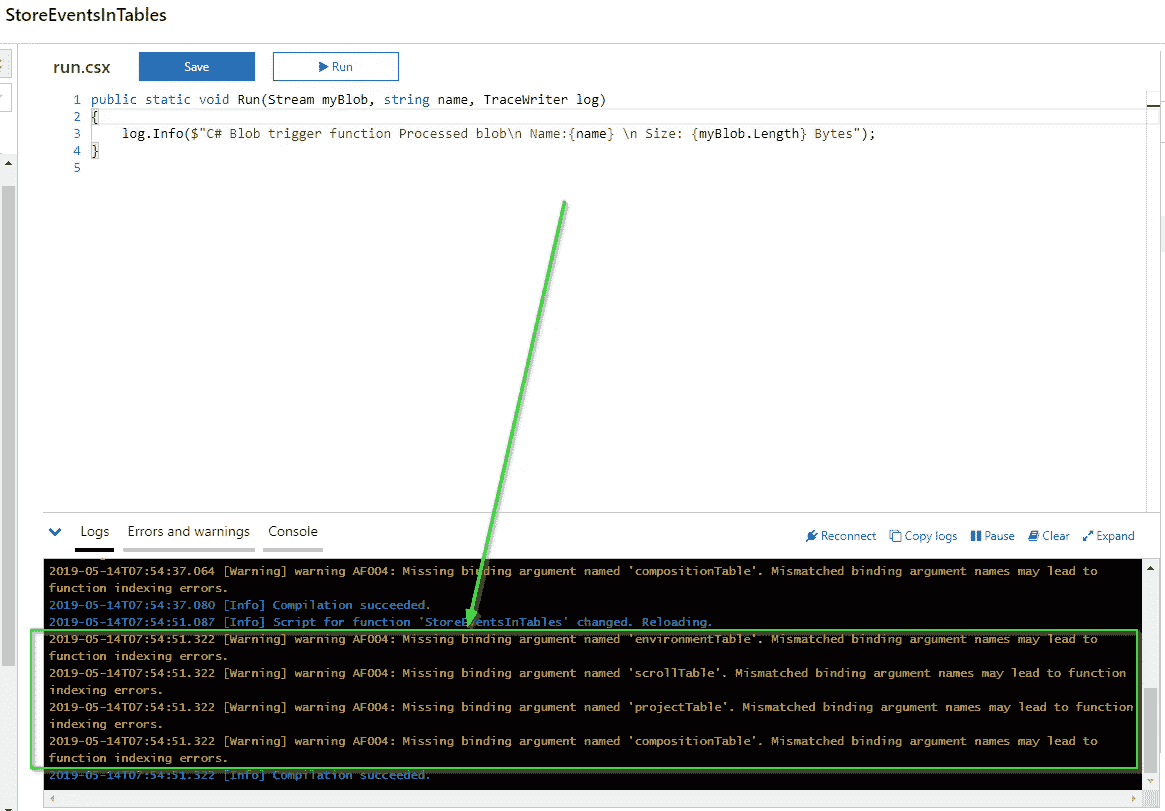 StoreEventsInTables
run.csx
Save
Run
1 public static void Run(Stream myBlob, string name, TraceWriter log)
2 {
3 log.Info($"C# Blob trigger function Processed blob\n Name:{name} \n Size: {myBlob.Length} Bytes");
4 }
5
Logs Errors and warnings Console
Reconnect Copy logs Pause Clear Expand
2019-05-14T07:54:37.064 [Warning] warning AF004: Missing binding argument named 'compositionTable'. Mismatched binding argument names may lead to
function indexing errors.
2019-05-14T07:54:37.080 [Info] Compilation succeeded.
2019-05-14T07:54:51.087 [Info] Script for function 'StoreEventsInTables' changed. Reloading.
2019-05-14T07:54:51.322 [Warning] warning AF004: Missing binding argument named 'environmentTable'. Mismatched binding argument names may lead to
function indexing errors.
2019-05-14T07:54:51.322 [Warning] warning AF004: Missing binding argument named 'scrollTable'. Mismatched binding argument names may lead to function
indexing errors.
2019-05-14T07:54:51.322 [Warning] warning AF004: Missing binding argument named 'projectTable'. Mismatched binding argument names may lead to function
indexing errors.
2019-05-14T07:54:51.322 [Warning] warning AF004: Missing binding argument named 'compositionTable'. Mismatched binding argument names may lead to
function indexing errors.
2019-05-14T07:54:51.322 [Info] Compilation succeeded.